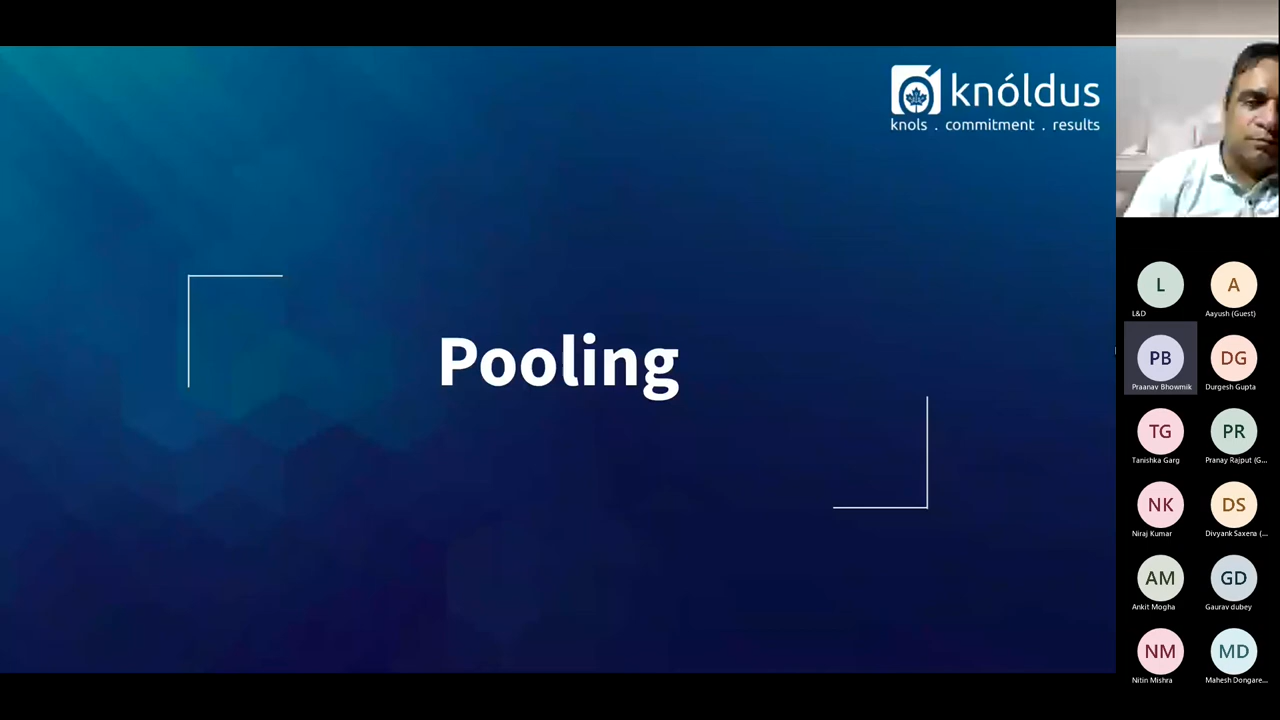 knóldus
knols . commitment . results
Pooling
L
A
L&D
Aayush (Guest)
PB
DG
Praanav Bhowmik
Durgesh Gupta
TG
PR
Tanishka Garg
Pranay Rajput (G...
NK
DS
Niraj Kumar
Divyank Saxena (...
AM
GD
Ankit Mogha
Gaurav dubey
NM
MD
Nitin Mishra
Mahesh Dongare...